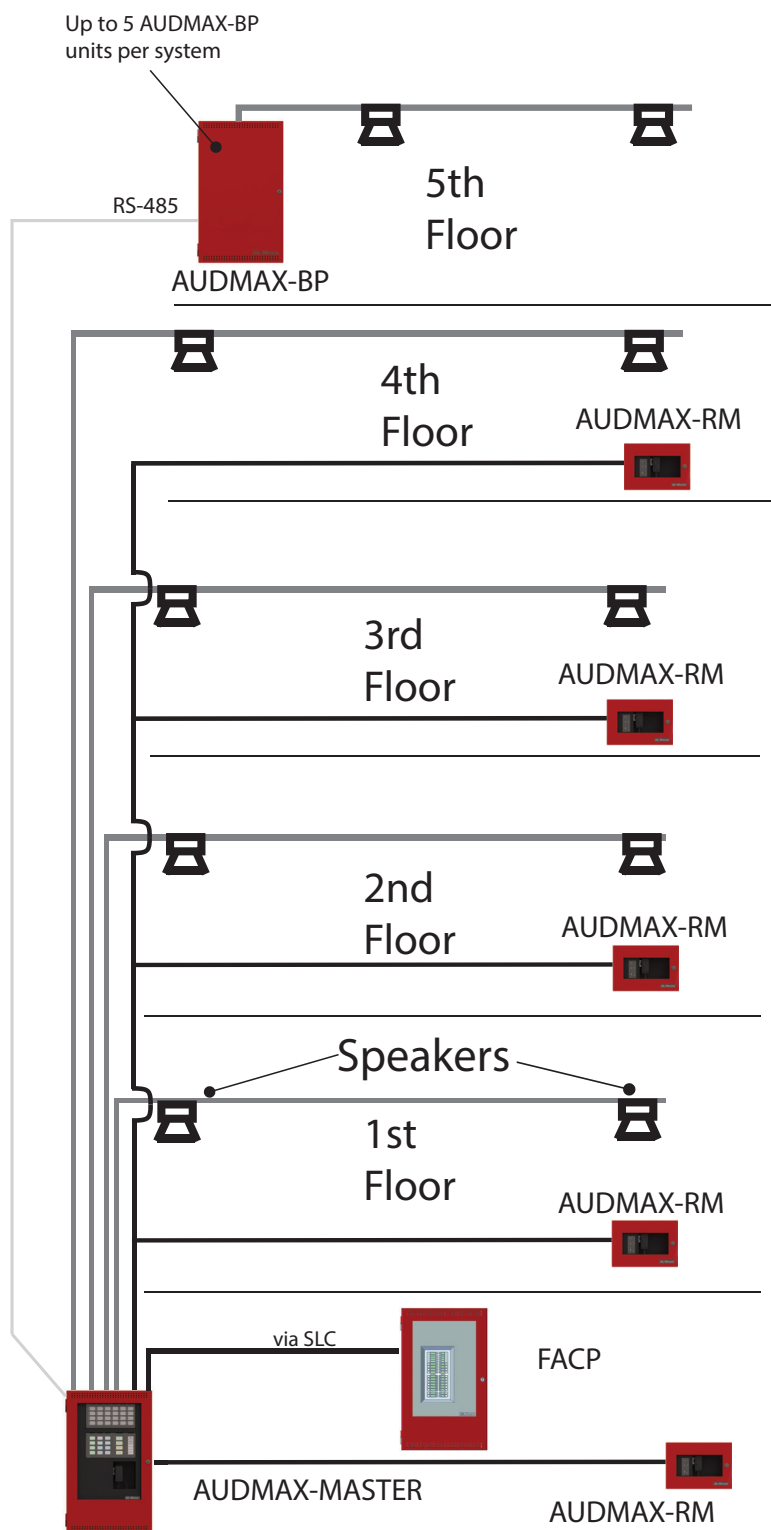 Up to 5 AUDMAX-BP
units per system
RS-485
AUDMAX-BP
5th
Floor
4th
Floor
AUDMAX-RM
3rd
Floor
AUDMAX-RM
2nd
Floor
AUDMAX-RM
Speakers
1st
Floor
AUDMAX-RM
via SLC
FACP
AUDMAX-MASTER
AUDMAX-RM